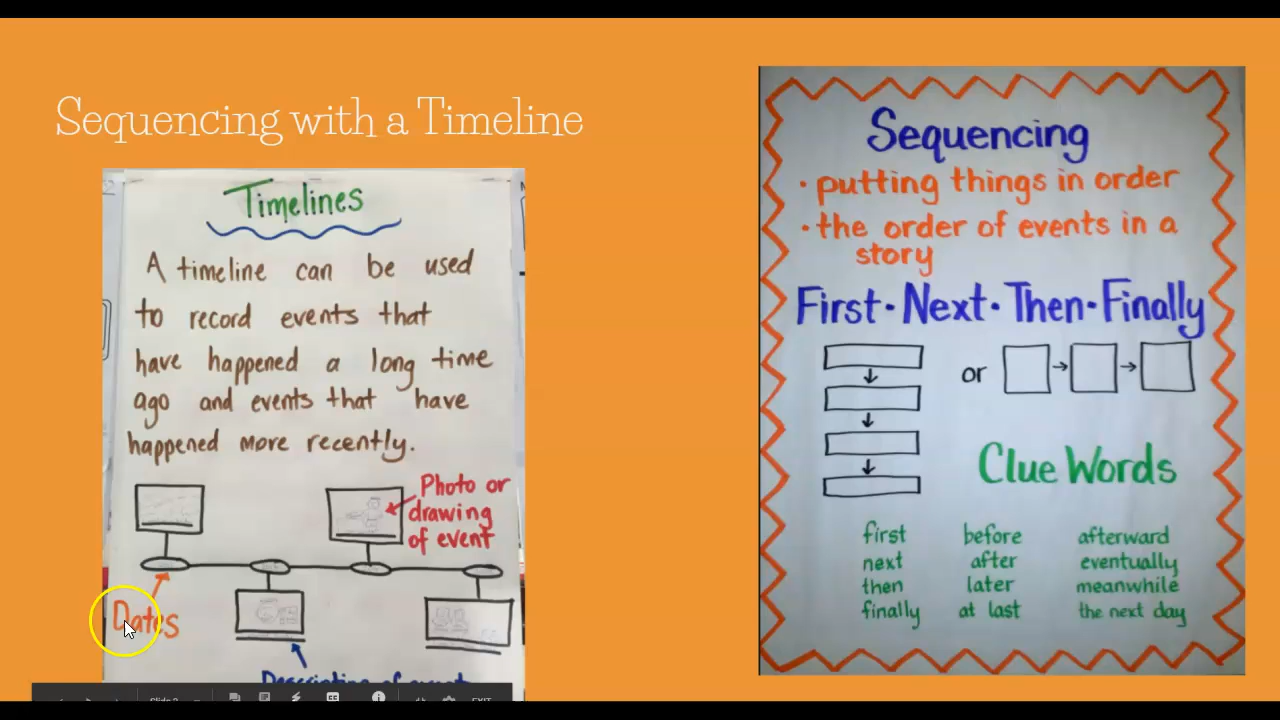 Sequencing with a Timeline
Timelines
A timeline can be used
to record events that
have happened a long time
ago and events that have
happened more recently.
Photo or
drawing
of event
Dates
Sequencing
• putting things in order
• the order of events in a
story
First • Next • Then • Finally
or
Clue Words
first before afterward
next after eventually
then later meanwhile
finally at last the next day
EXIT